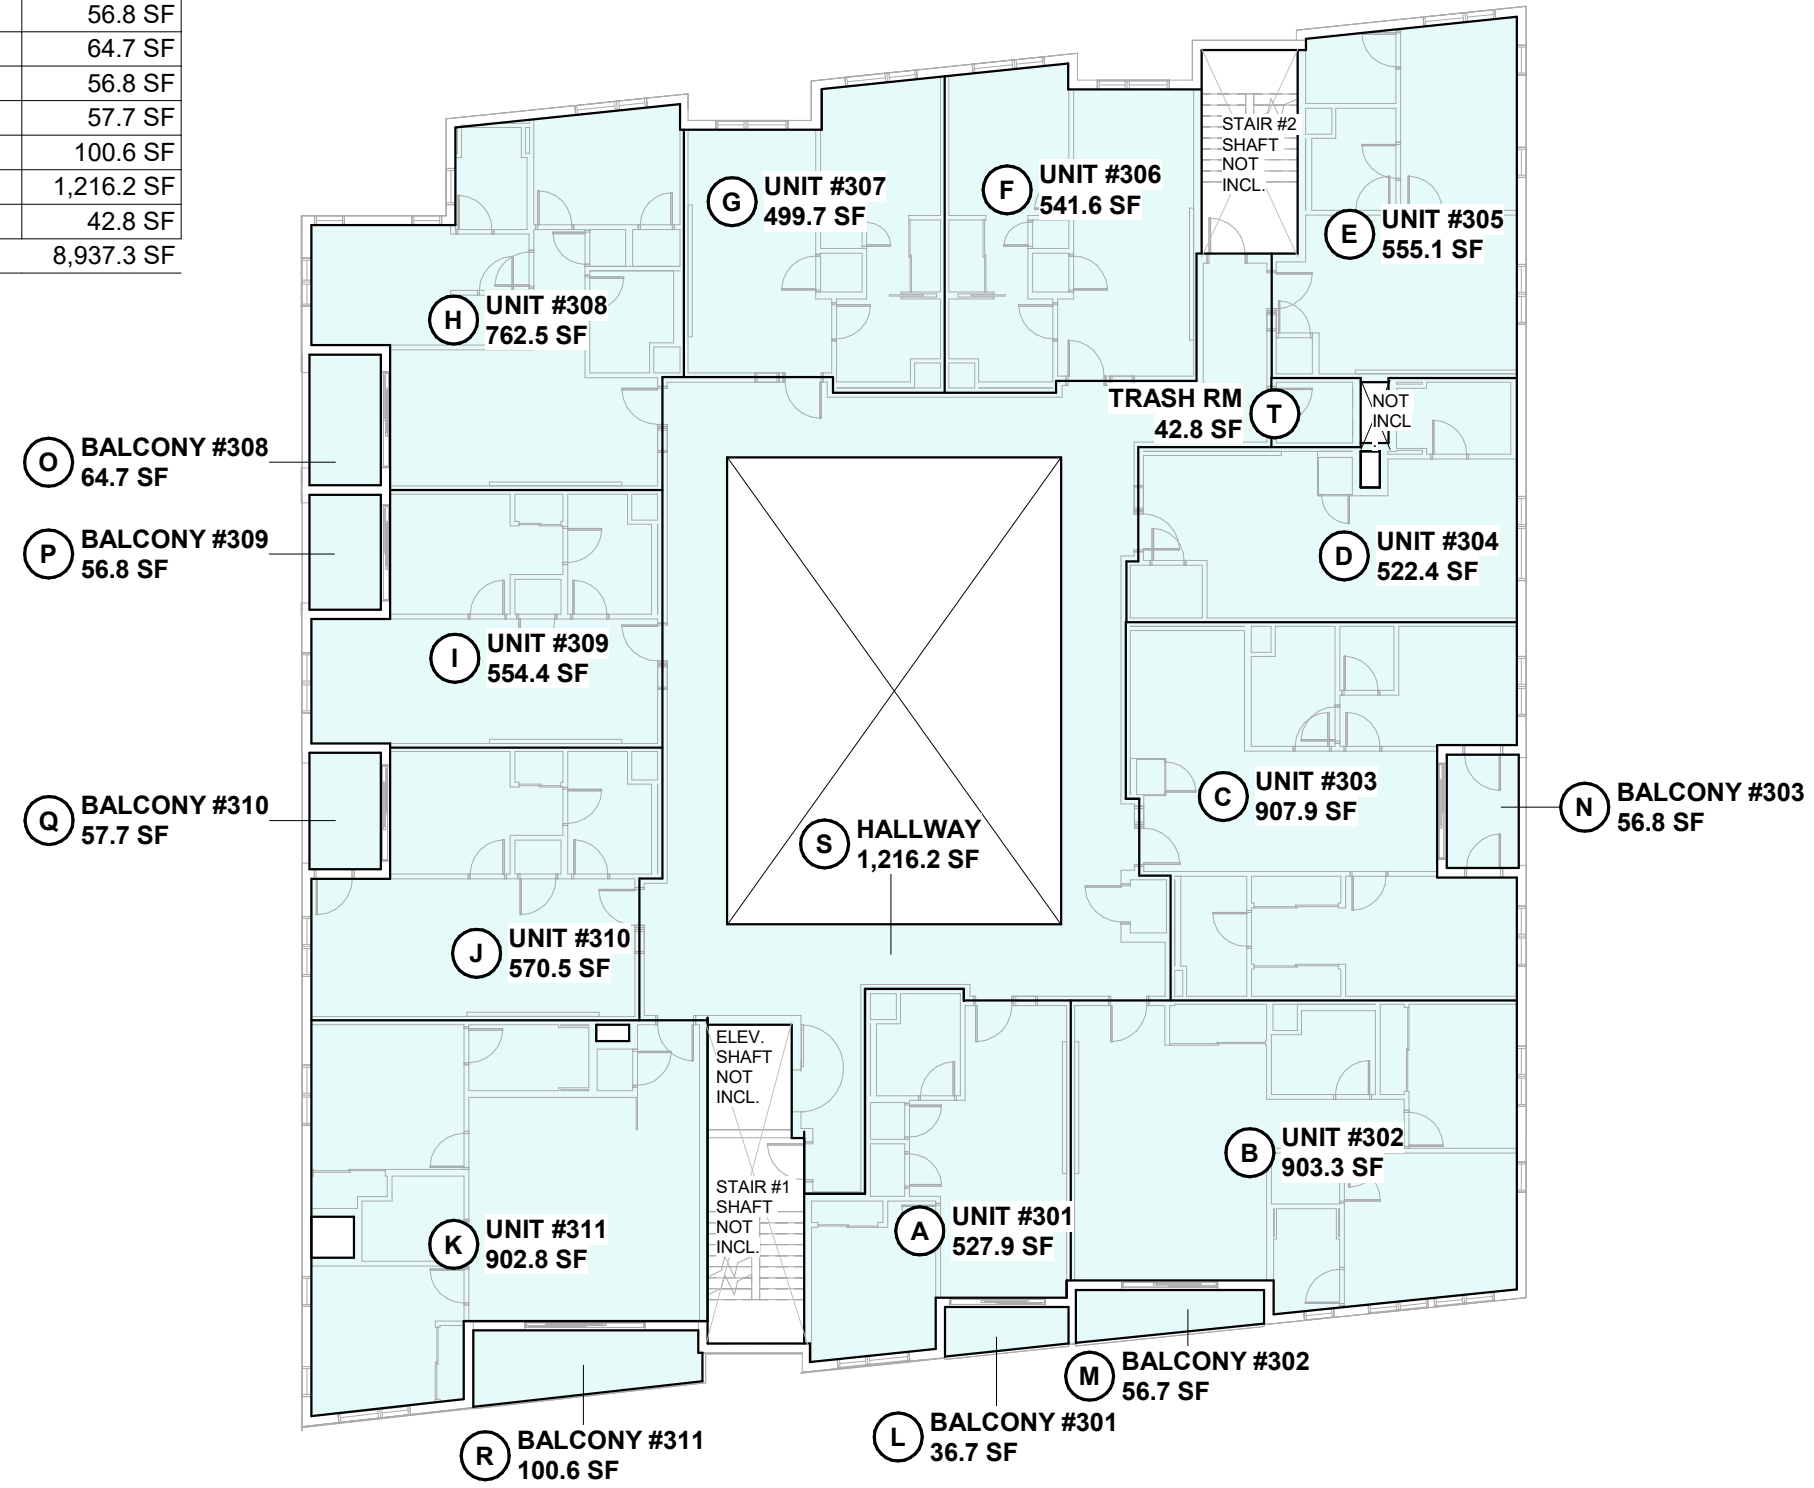 56.8 SF
64.7 SF
56.8 SF
57.7 SF
100.6 SF
1,216.2 SF
42.8 SF
8,937.3 SF
STAIR #2
SHAFT
NOT
INCL.
G
UNIT #307
499.7 SF
F
UNIT #306
541.6 SF
E
UNIT #305
555.1 SF
H
UNIT #308
762.5 SF
TRASH RM
42.8 SF
T
NOT
INCL
O
BALCONY #308
64.7 SF
P
BALCONY #309
56.8 SF
D
UNIT #304
522.4 SF
I
UNIT #309
554.4 SF
C
UNIT #303
907.9 SF
N
BALCONY #303
56.8 SF
Q
BALCONY #310
57.7 SF
S
HALLWAY
1,216.2 SF
J
UNIT #310
570.5 SF
ELEV.
SHAFT
NOT
INCL.
B
UNIT #302
903.3 SF
STAIR #1
SHAFT
NOT
INCL.
K
UNIT #311
902.8 SF
A
UNIT #301
527.9 SF
M
BALCONY #302
56.7 SF
L
BALCONY #301
36.7 SF
R
BALCONY #311
100.6 SF